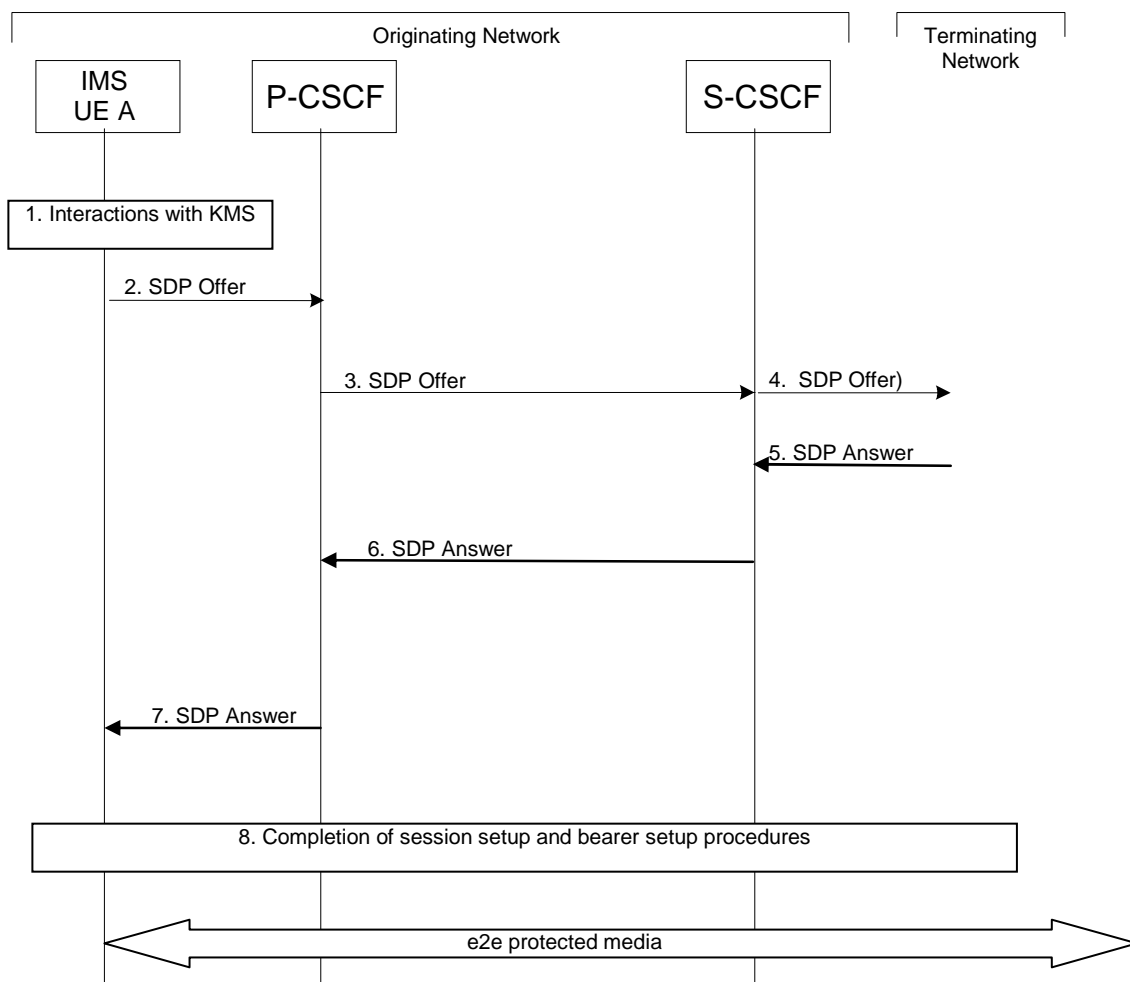 Originating Network
Terminating
Network
IMS
UE A
P-CSCF
S-CSCF
1. Interactions with KMS
2. SDP Offer
3. SDP Offer
4.  SDP Offer)
5. SDP Answer
6. SDP Answer
7. SDP Answer
8. Completion of session setup and bearer setup procedures
e2e protected media